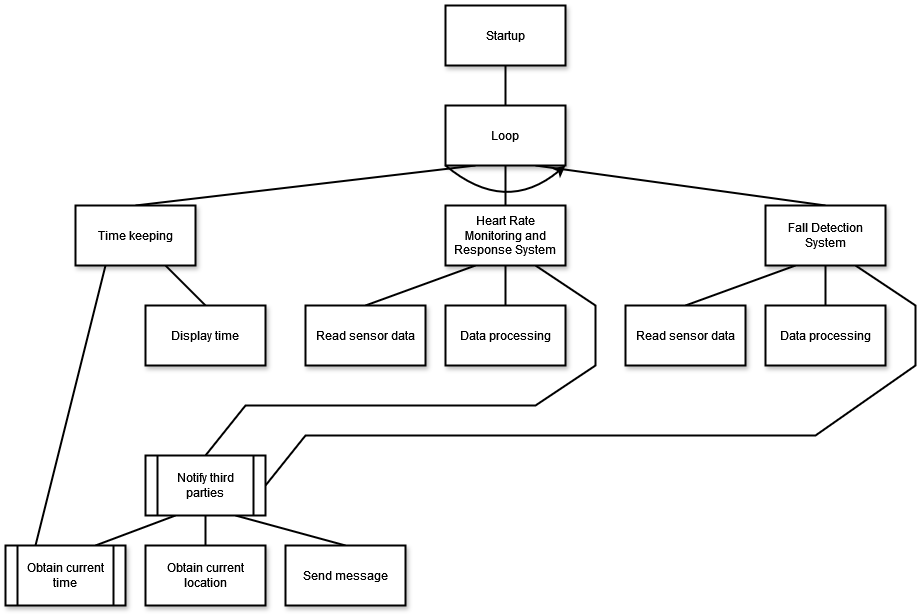 Startup
Loop
Time keeping
Heart Rate
Monitoring and
Response System
Fall Detection
System
Display time
Read sensor data
Data processing
Read sensor data
Data processing
Notify third
parties
Obtain current
time
Obtain current
location
Send message